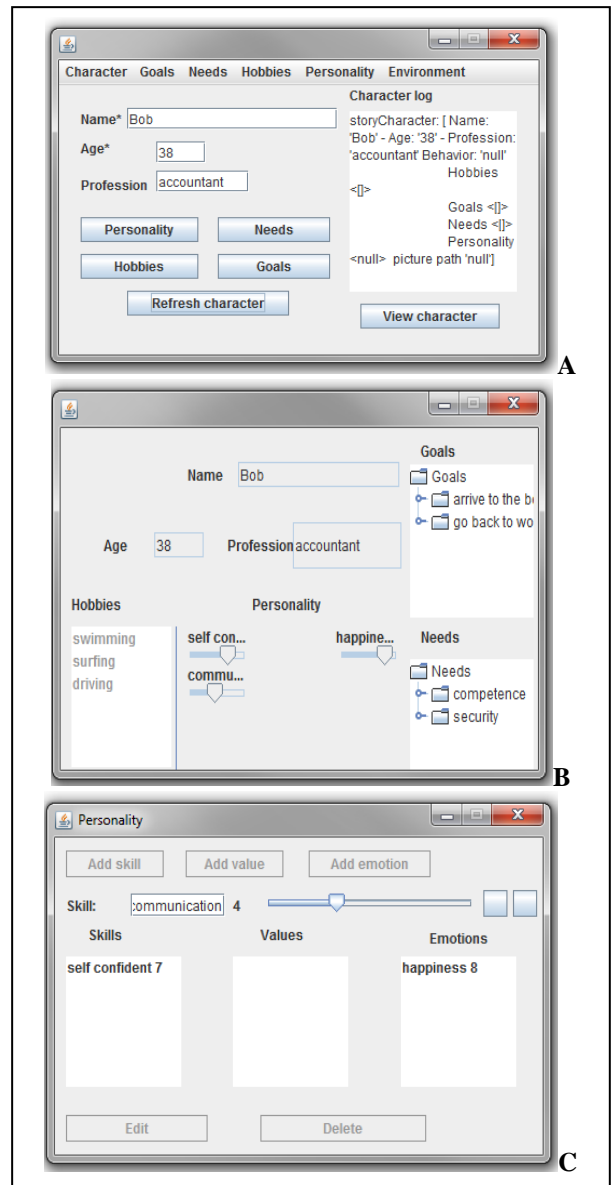 Character Goals Needs Hobbies Personality Environment
Name* Bob
Age* 38
Profession accountant
Personality Needs
Hobbies Goals
Refresh character
Character log
storyCharacter: [ Name:
'Bob' - Age: '38' - Profession:
'accountant' Behavior: 'null'
Hobbies
<[]>
Goals <[]>
Needs <[]>
Personality
<null> picture path 'null']
View character
A
Name Bob
Age 38 Profession accountant
Hobbies
swimming
surfing
driving
Personality
self con... happine...
commu...
Goals
Goals
arrive to the
go back to
Needs
Needs
competence
security
B
Personality
Add skill Add value Add emotion
Skill: ommunication 4
Skills Values Emotions
self confident 7 happiness 8
Edit Delete
C